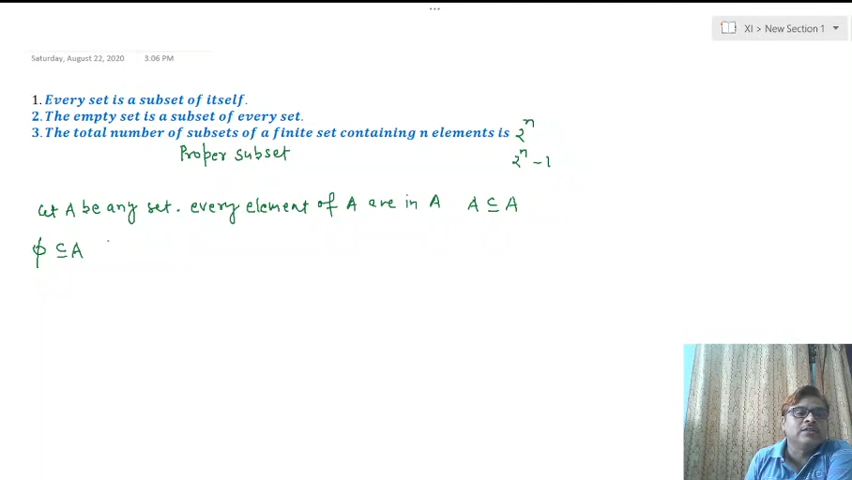 XI > New Section 1
Saturday, August 22, 2020 3:06 PM
1. Every set is a subset of itself.
2. The empty set is a subset of every set.
3. The total number of subsets of a finite set containing n elements is 2^n
Proper subset 2^n - 1
Let A be any set. every element of A are in A A ⊆ A
ϕ ⊆ A